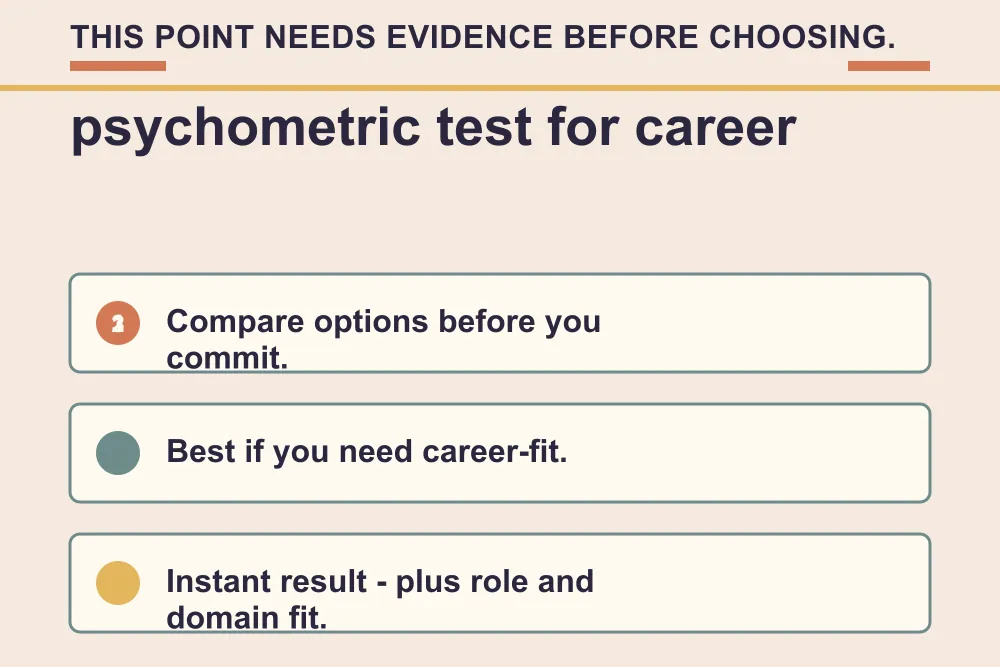 THIS POINT NEEDS EVIDENCE BEFORE CHOOSING.
psychometric test for career
Compare options before you
commit.
Best if you need career-fit.
Instant result - plus role and
domain fit.